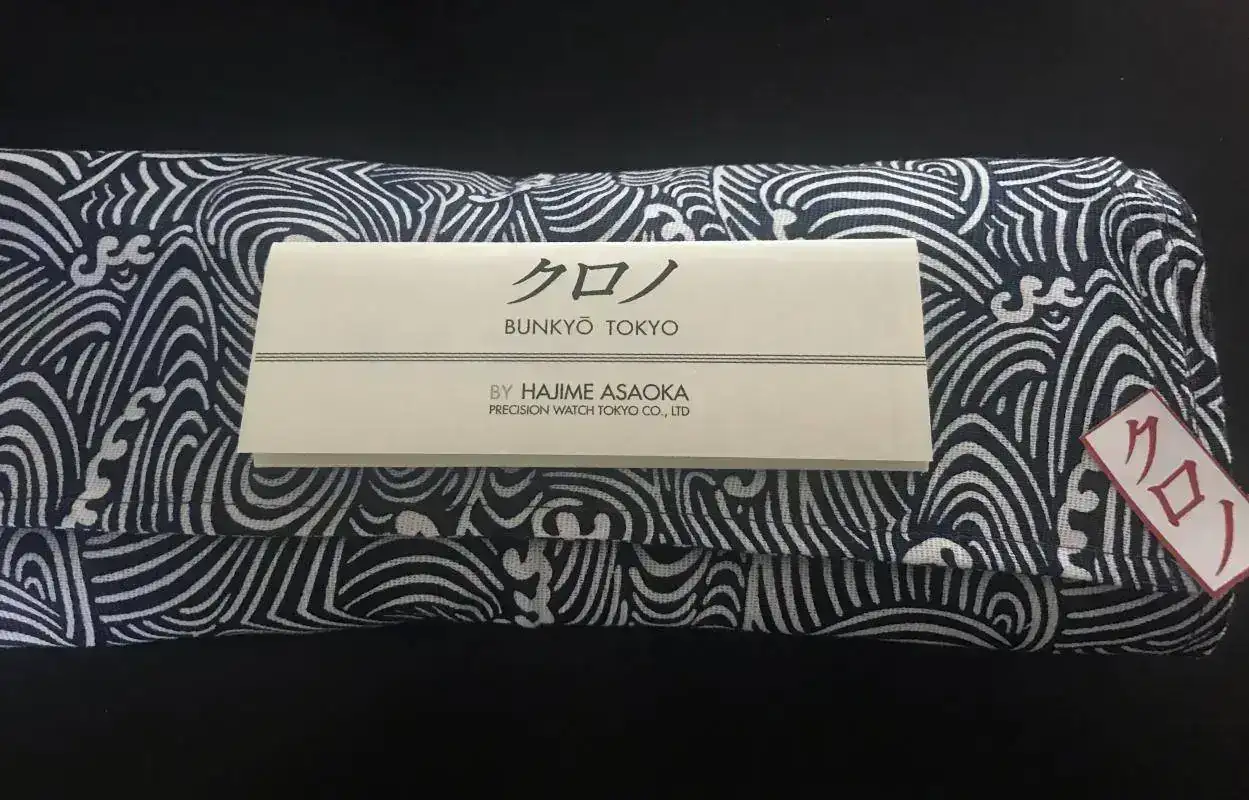 クロノ
BUNKYŌ TOKYO
BY HAJIME ASAOKA
PRECISION WATCH TOKYO CO., LTD
クロノ